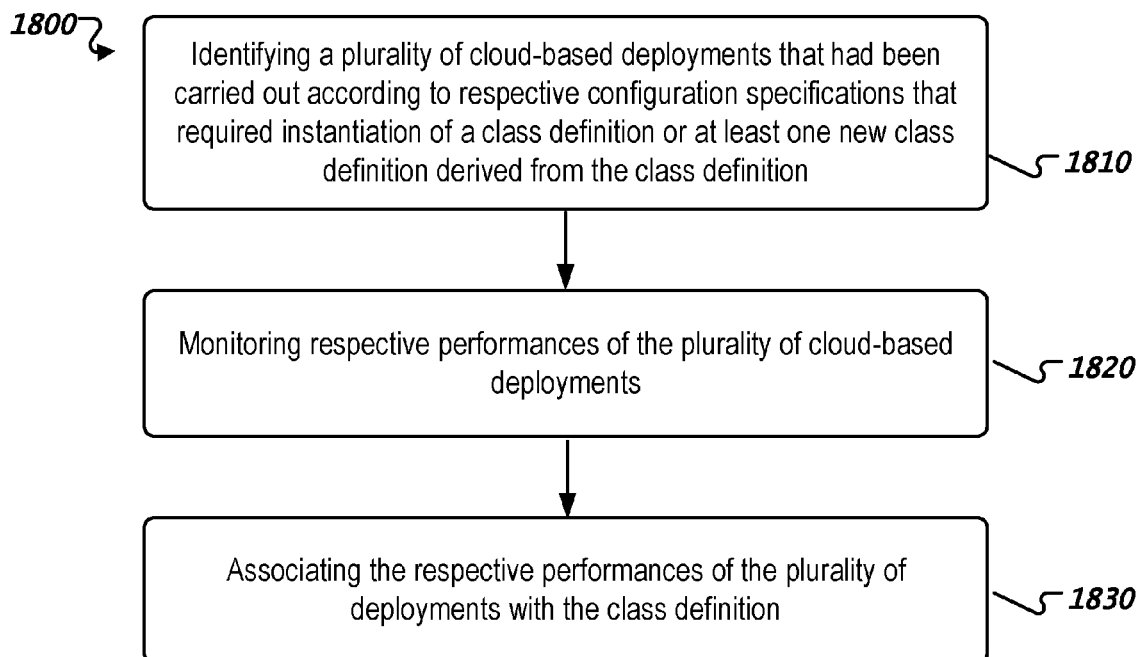 1800
Identifying a plurality of cloud-based deployments that had been
carried out according to respective configuration specifications that
required instantiation of a class definition or at least one new class
definition derived from the class definition
1810
Monitoring respective performances of the plurality of cloud-based
deployments
1820
Associating the respective performances of the plurality of
deployments with the class definition
1830